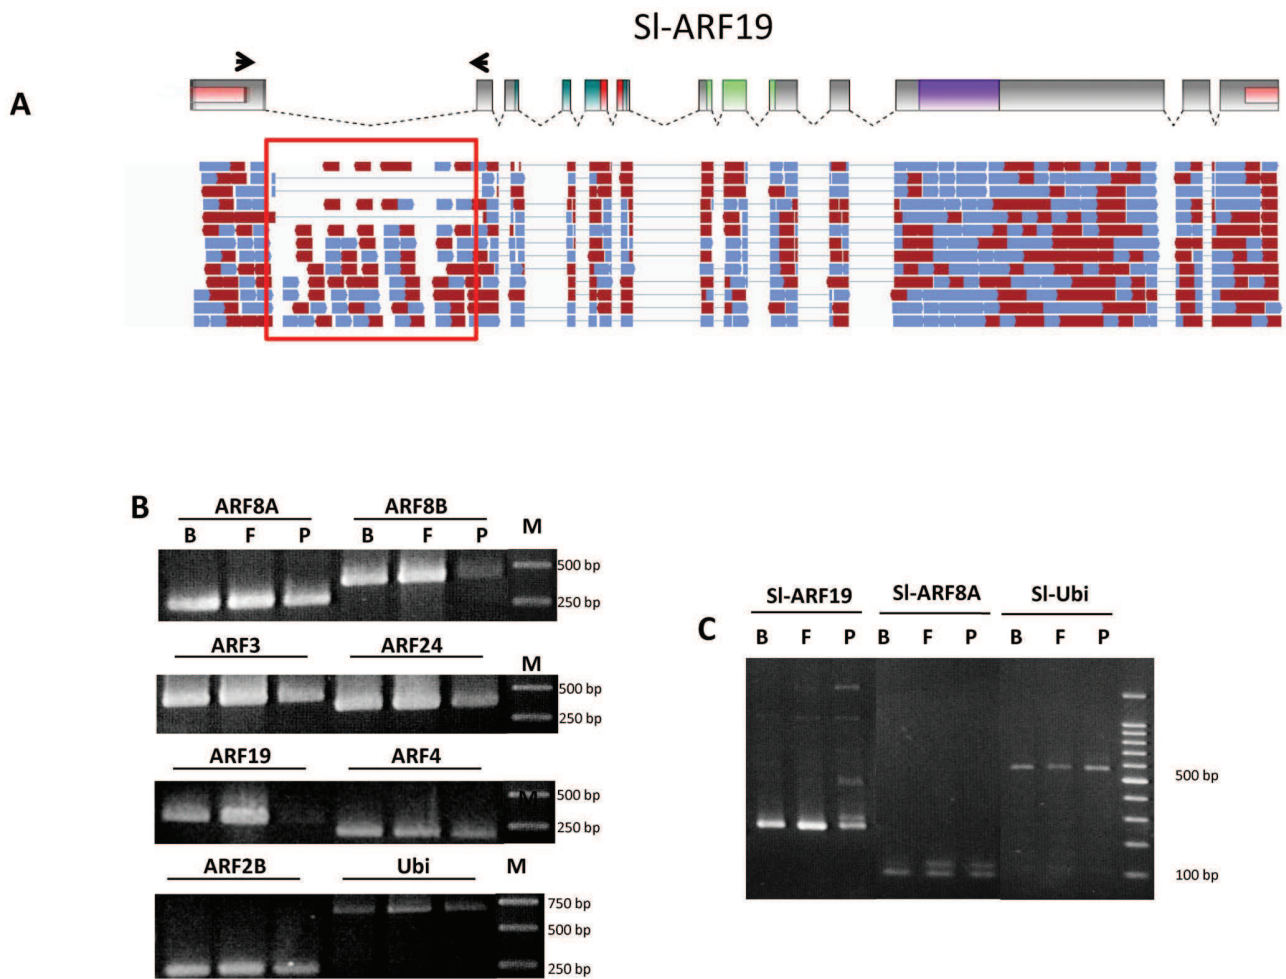 Sl-ARF19
A
B
ARF8A ARF8B
B F P B F P M
500 bp
250 bp
ARF3 ARF24 M
500 bp
250 bp
ARF19 ARF4
M
500 bp
250 bp
ARF2B Ubi M
750 bp
500 bp
250 bp
C
Sl-ARF19 Sl-ARF8A Sl-Ubi
B F P B F P B F P
500 bp
100 bp